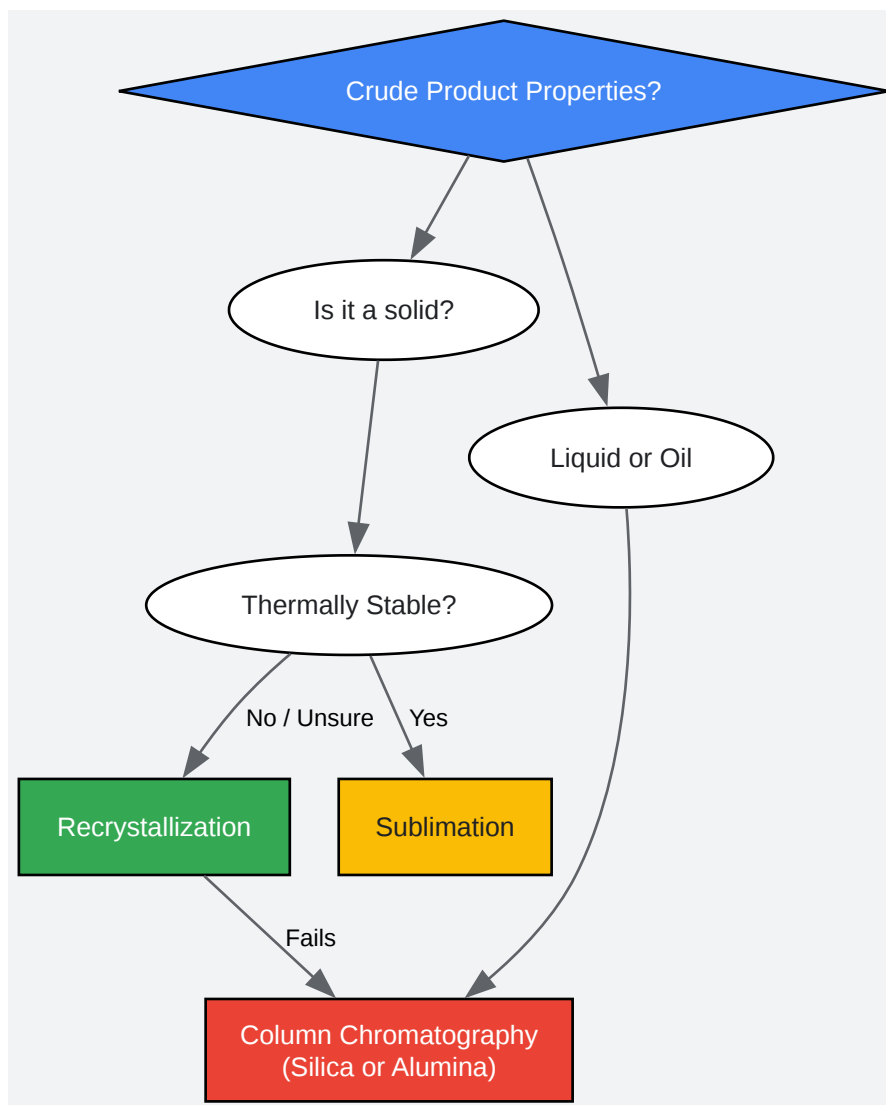 Crude Product Properties?
Is it a solid?
Liquid or Oil
Thermally Stable?
No / Unsure
Yes
Recrystallization
Sublimation
Fails
Column Chromatography
(Silica or Alumina)